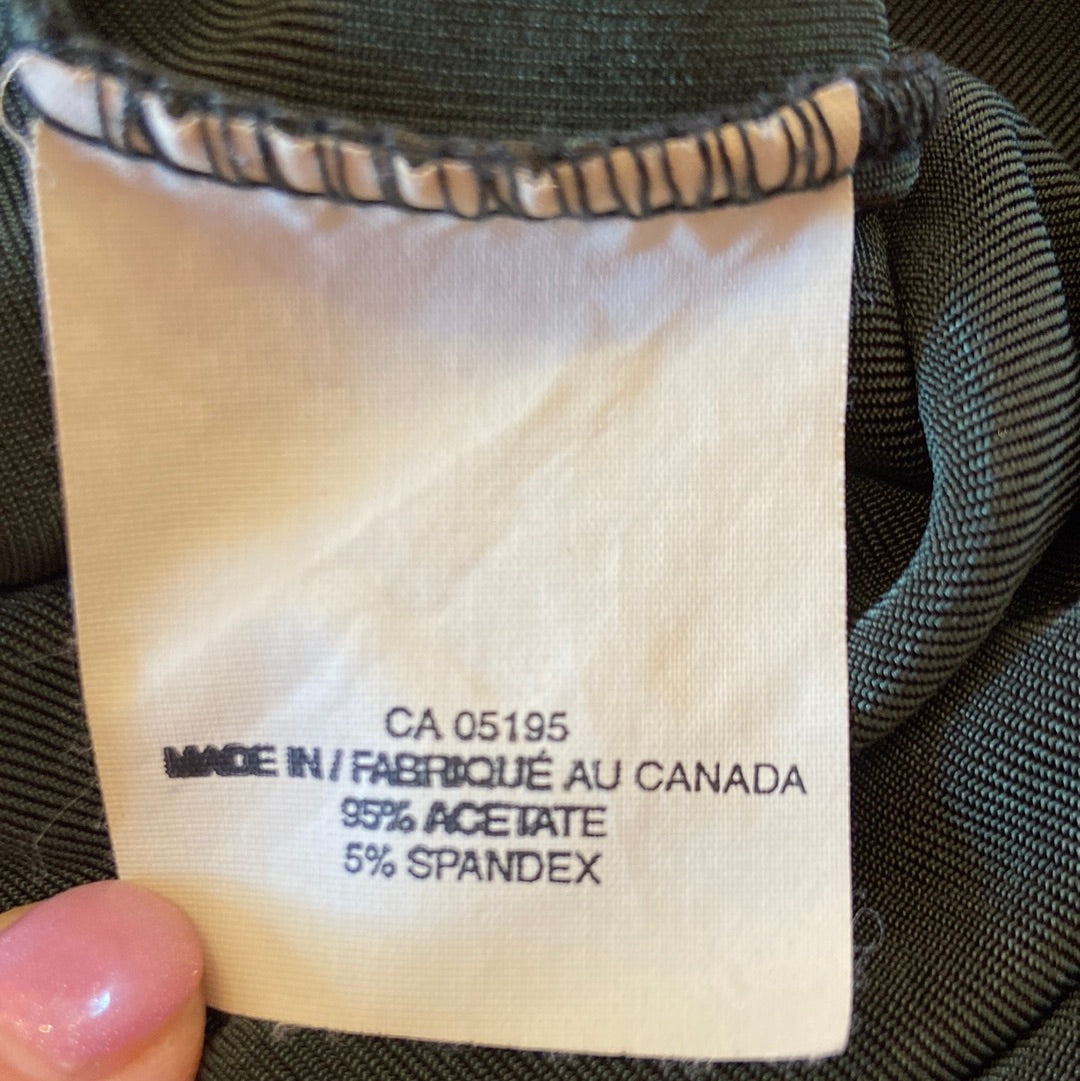 CA 05195
MADE IN / FABRIQUÉ AU CANADA
95% ACETATE
5% SPANDEX